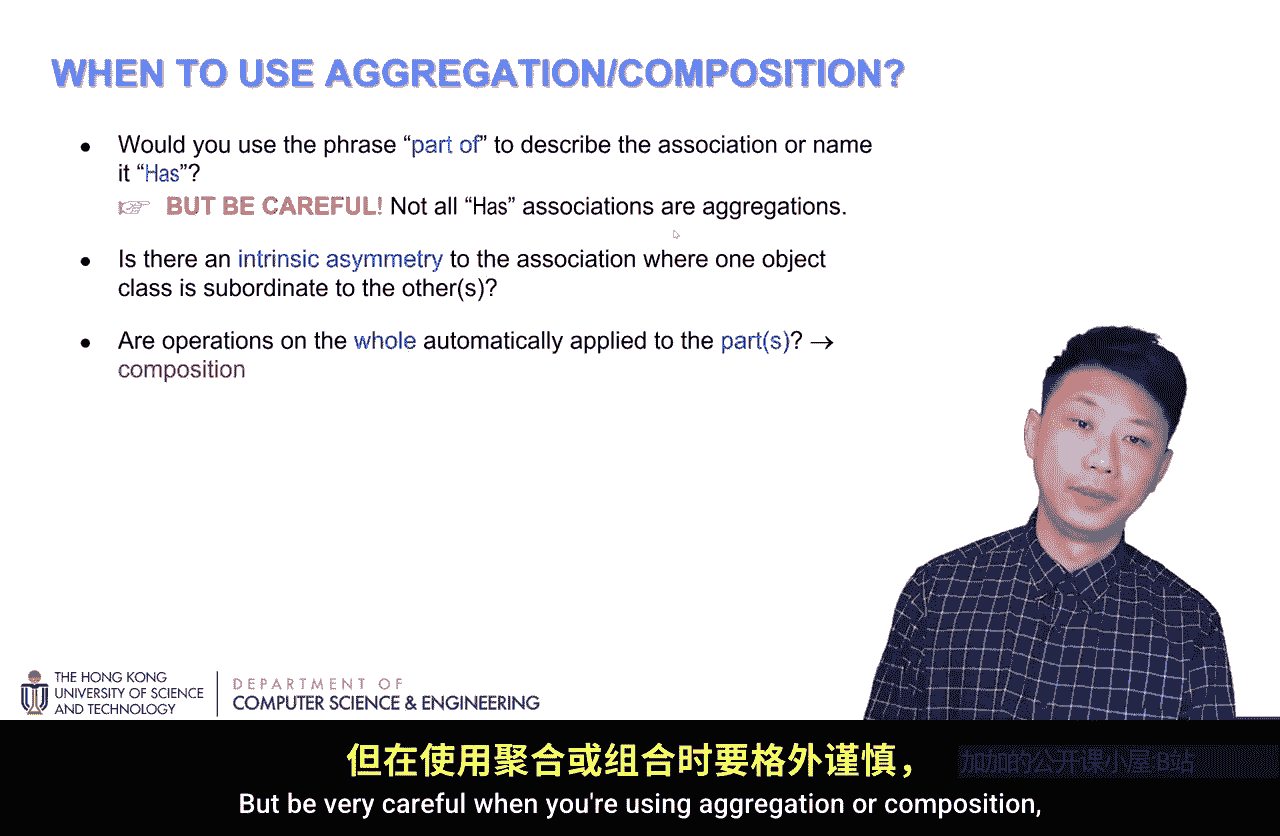 WHEN TO USE AGGREGATION/COMPOSITION?
● Would you use the phrase “part of” to describe the association or name
it “Has”?
☞ BUT BE CAREFUL! Not all “Has” associations are aggregations.
● Is there an intrinsic asymmetry to the association where one object
class is subordinate to the other(s)?
● Are operations on the whole automatically applied to the part(s)? →
composition
THE HONG KONG
UNIVERSITY OF SCIENCE
AND TECHNOLOGY
DEPARTMENT OF
COMPUTER SCIENCE & ENGINEERING
但在使用聚合或组合时要格外谨慎，
加加的公开课小屋:B站
But be very careful when you're using aggregation or composition,